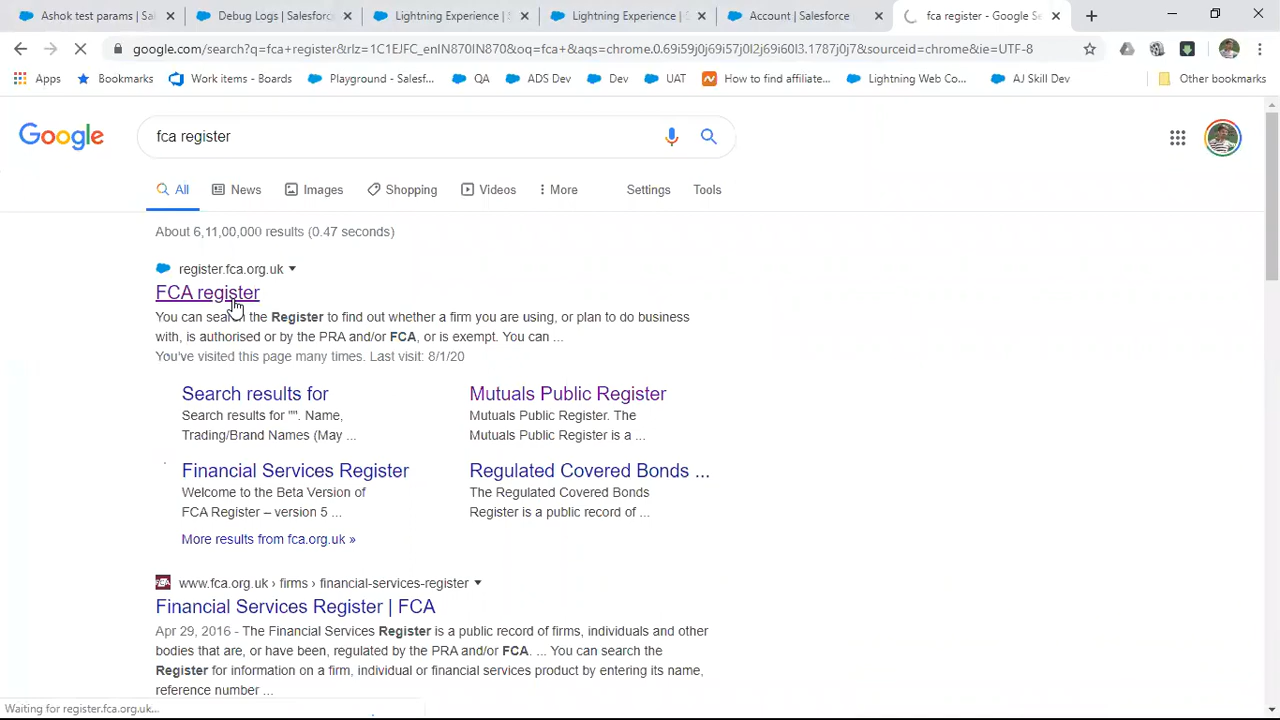 Ashok test params | Sal
Debug Logs | Salesforce
Lightning Experience | S
Lightning Experience | S
Account | Salesforce
fca register - Google Se
google.com/search?q=fca+register&rlz=1C1EJFC_enIN870IN870&oq=fca+&aqs=chrome.0.69i59j0j69i57j0l2j69i60l3.1787j0j7&sourceid=chrome&ie=UTF-8
Apps
Bookmarks
Work items - Boards
Playground - Salesf...
QA
ADS Dev
Dev
UAT
How to find affiliate...
Lightning Web Co...
AJ Skill Dev
Other bookmarks
Google
fca register
All
News
Images
Shopping
Videos
More
Settings
Tools
About 6,11,00,000 results (0.47 seconds)
register.fca.org.uk
FCA register
You can search the Register to find out whether a firm you are using, or plan to do business
with, is authorised or by the PRA and/or FCA, or is exempt. You can ...
You've visited this page many times. Last visit: 8/1/20
Search results for
Search results for "". Name,
Trading/Brand Names (May ...
Mutuals Public Register
Mutuals Public Register. The
Mutuals Public Register is a ...
Financial Services Register
Welcome to the Beta Version of
FCA Register – version 5 ...
Regulated Covered Bonds ...
The Regulated Covered Bonds
Register is a public record of ...
More results from fca.org.uk »
www.fca.org.uk › firms › financial-services-register
Financial Services Register | FCA
Apr 29, 2016 - The Financial Services Register is a public record of firms, individuals and other
bodies that are, or have been, regulated by the PRA and/or FCA. ... You can search the
Register for information on a firm, individual or financial services product by entering its name,
reference number ...
Waiting for register.fca.org.uk...